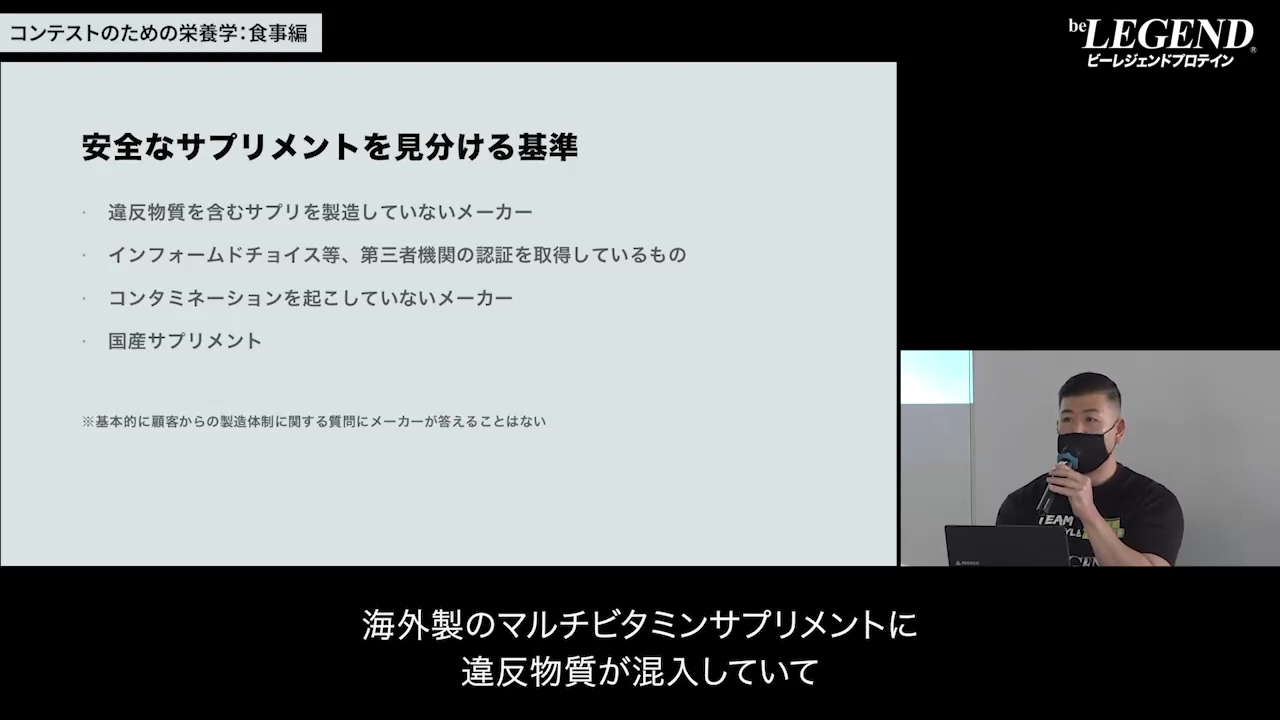 コンテストのための栄養学：食事編
beLEGEND®
ビーレジェンドプロテイン
安全なサプリメントを見分ける基準
· 違反物質を含むサプリを製造していないメーカー
· インフォームドチョイス等、第三者機関の認証を取得しているもの
· コンタミネーションを起こしていないメーカー
· 国産サプリメント
※基本的に顧客からの製造体制に関する質問にメーカーが答えることはない
TEAM
海外製のマルチビタミンサプリメントに
違反物質が混入していて